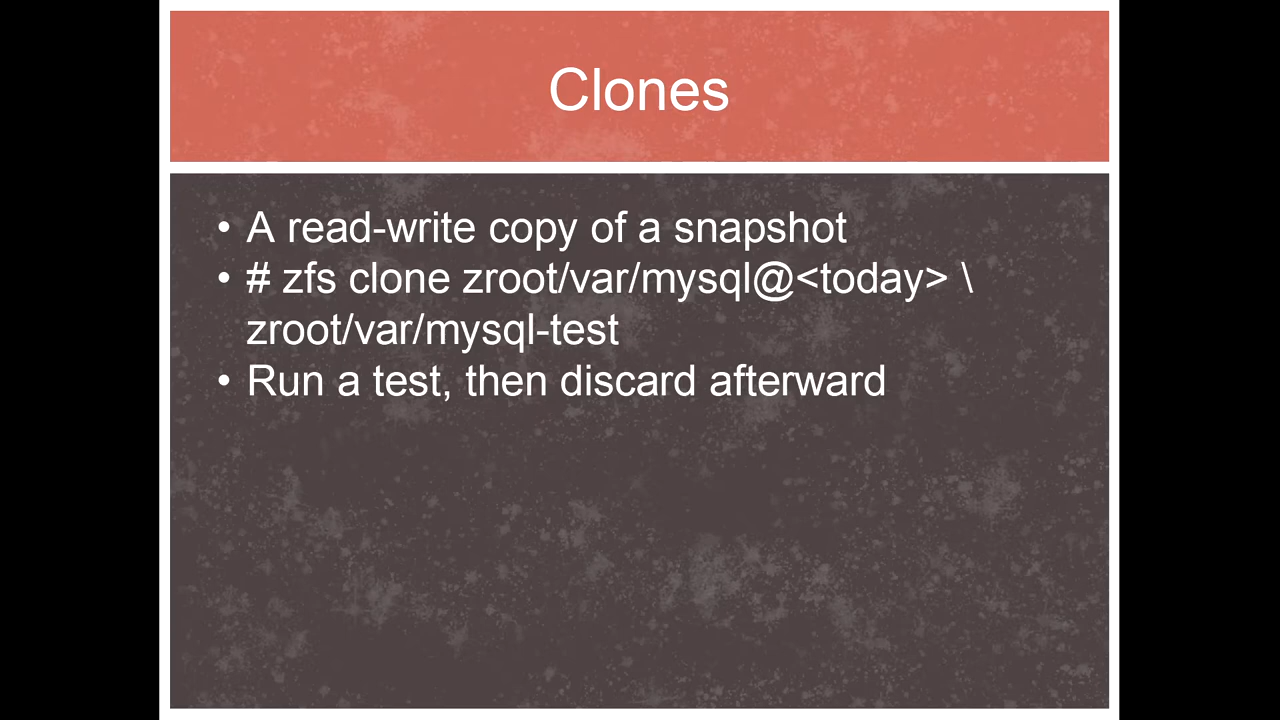 Clones
• A read-write copy of a snapshot
• # zfs clone zroot/var/mysql@<today> \
zroot/var/mysql-test
• Run a test, then discard afterward